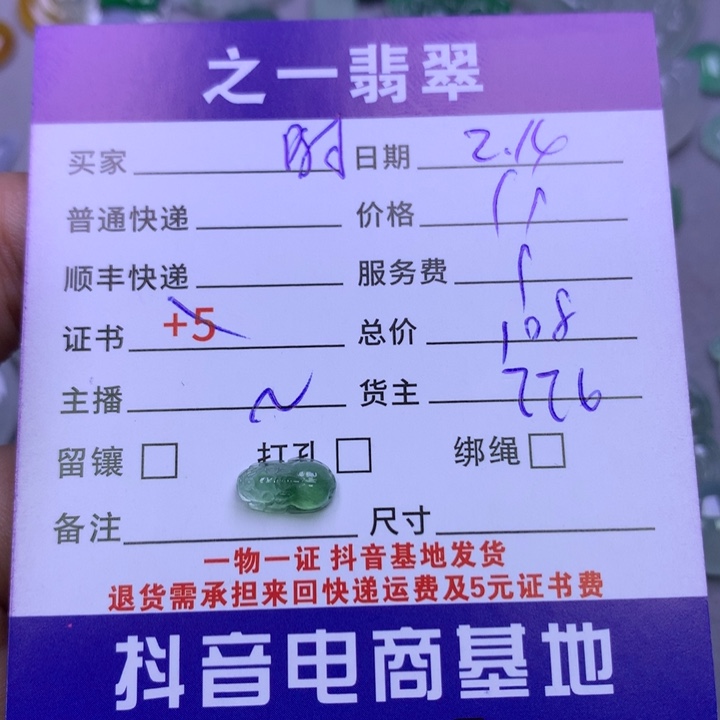 之一翡翠
买家 日期 2.14
普通快递 价格
顺丰快递 服务费
证书 +5 总价 108
主播 货主 776
留镶 打孔 绑绳
备注 尺寸
一物一证 抖音基地发货
退货需承担来回快递运费及5元证书费
抖音电商基地